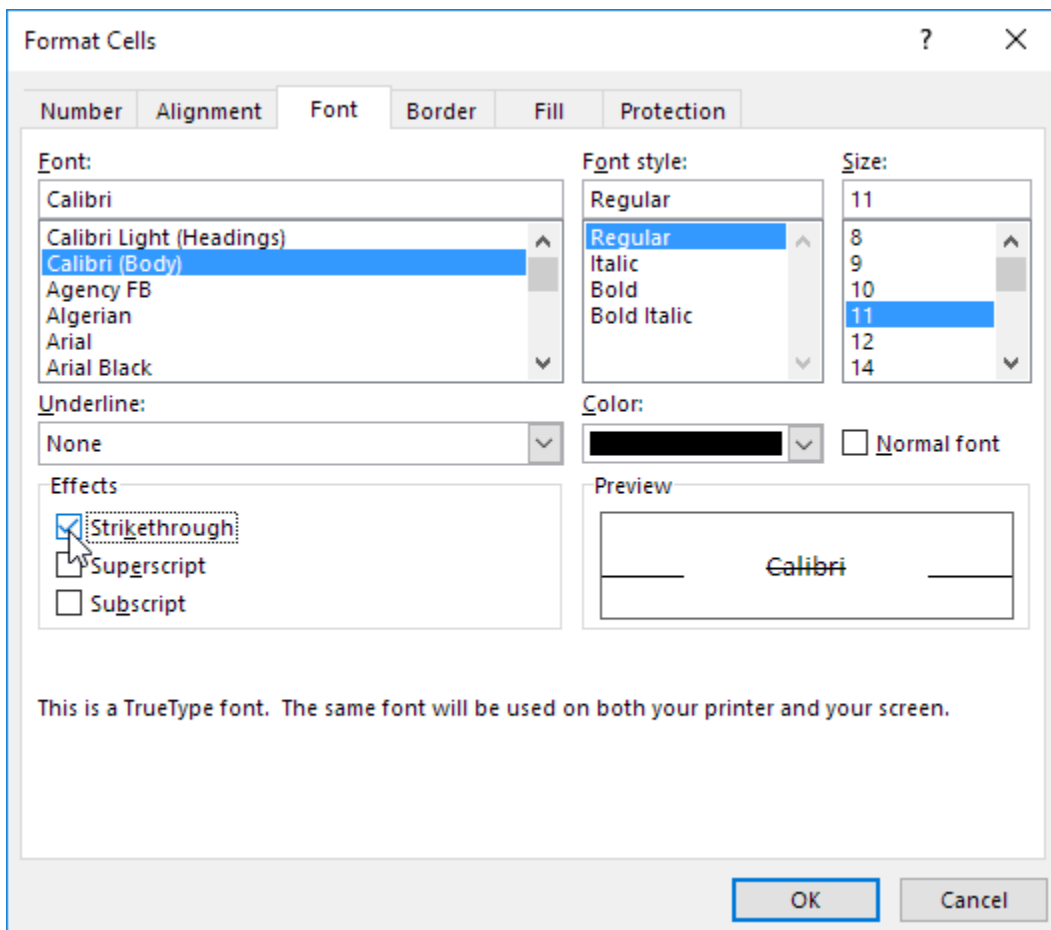 Format Cells ?
Number Alignment Font Border Fill Protection
Font: Font style: Size:
Calibri Regular 11
Calibri Light (Headings) Regular 8
Calibri (Body) Italic 9
Agency FB Bold 10
Algerian Bold Italic 11
Arial 12
Arial Black 14
Underline: Color:
None Normal font
Effects Preview
Strikethrough
Calibri
Superscript
Subscript
This is a TrueType font.  The same font will be used on both your printer and your screen.
OK Cancel